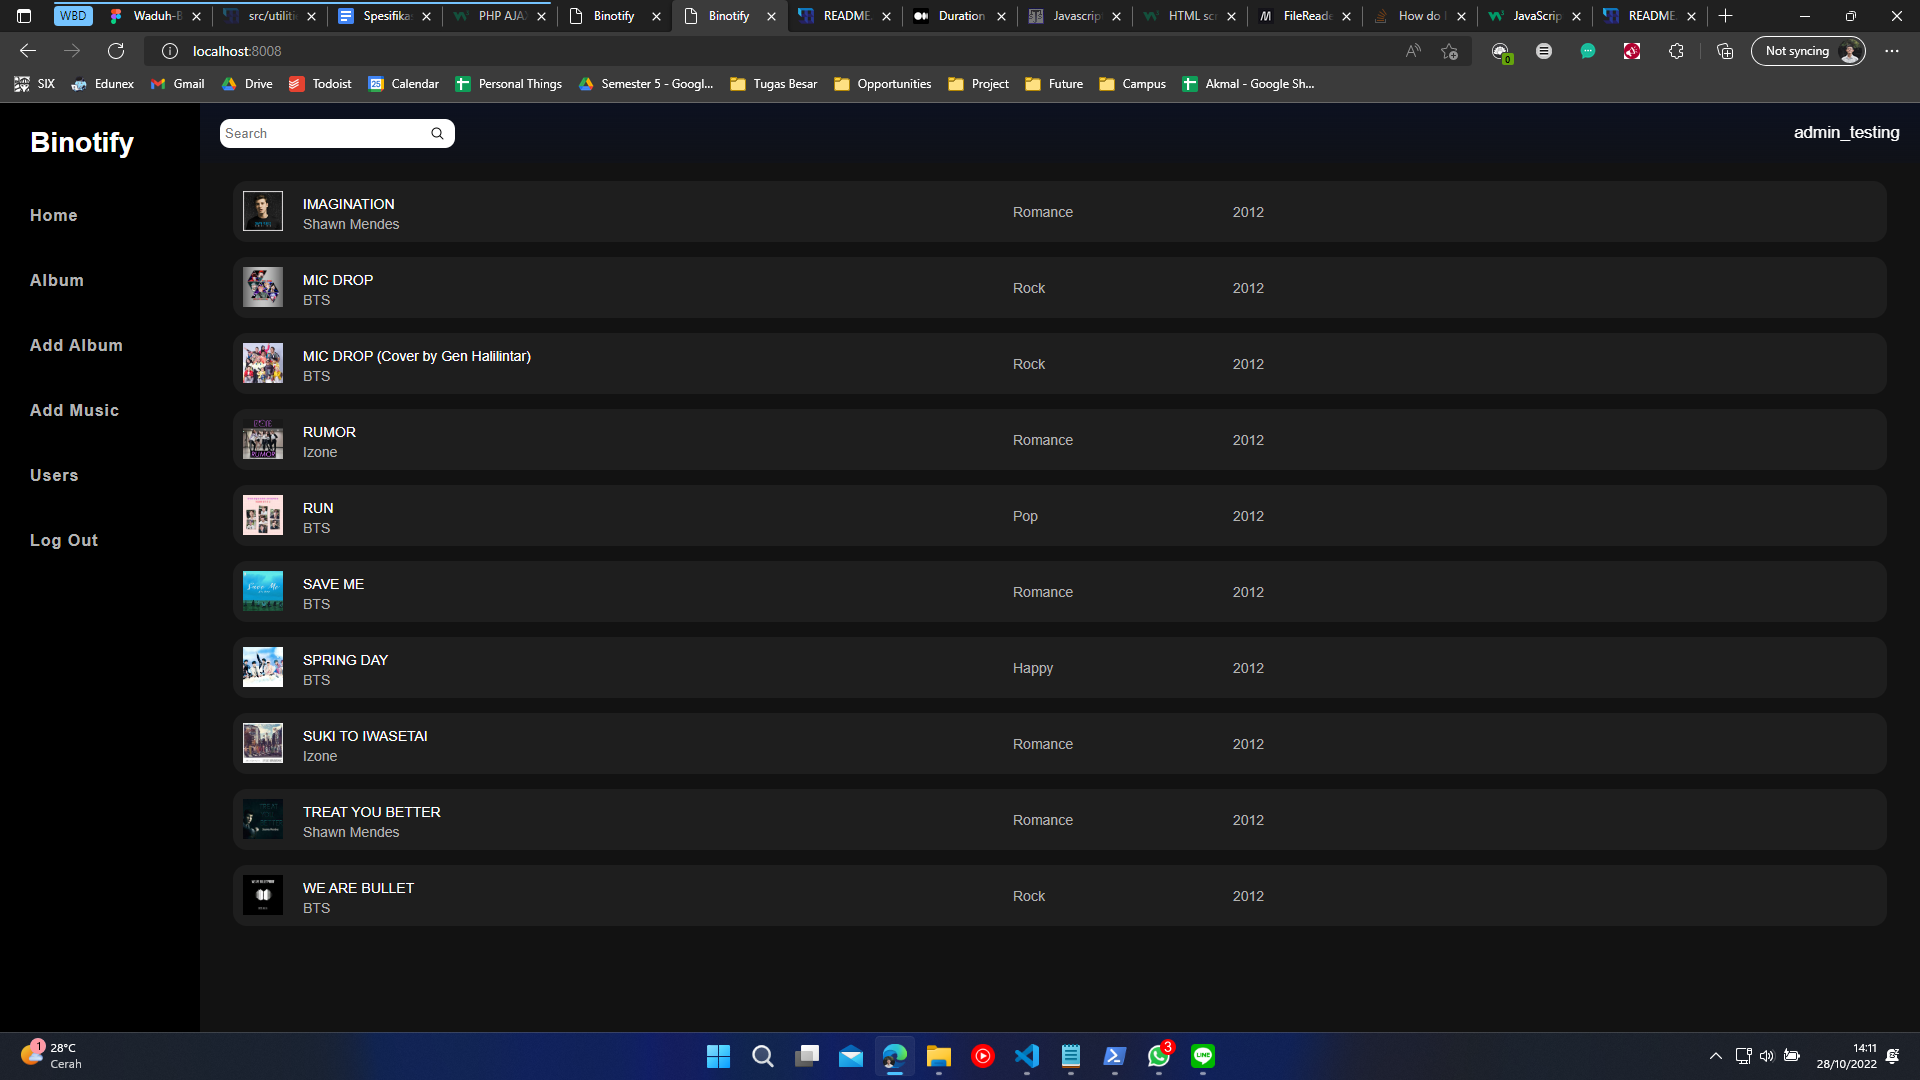 WBD
Waduh-B
src/utiliti
Spesifika
PHP AJAX
Binotify
Binotify
README.
Duration
Javascrip
HTML scr
FileReade
How do I
JavaScrip
README.
localhost:8008
0
Not syncing
SIX
Edunex
Gmail
Drive
Todoist
Calendar
Personal Things
Semester 5 - Googl...
Tugas Besar
Opportunities
Project
Future
Campus
Akmal - Google Sh...
Binotify
Search
admin_testing
Home
Album
Add Album
Add Music
Users
Log Out
IMAGINATION
Shawn Mendes
Romance
2012
MIC DROP
BTS
Rock
2012
MIC DROP (Cover by Gen Halilintar)
BTS
Rock
2012
RUMOR
Izone
Romance
2012
RUN
BTS
Pop
2012
SAVE ME
BTS
Romance
2012
SPRING DAY
BTS
Happy
2012
SUKI TO IWASETAI
Izone
Romance
2012
TREAT YOU BETTER
Shawn Mendes
Romance
2012
WE ARE BULLET
BTS
Rock
2012
1
28°C
Cerah
3
14:11
28/10/2022